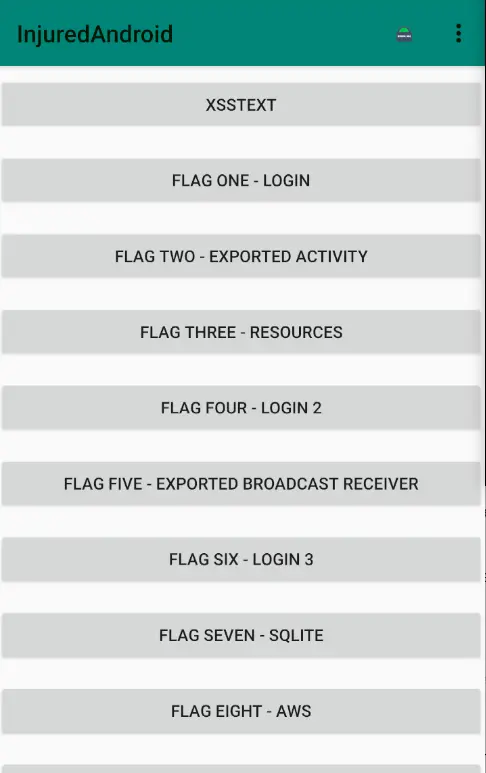 InjuredAndroid
XSSTEXT
FLAG ONE - LOGIN
FLAG TWO - EXPORTED ACTIVITY
FLAG THREE - RESOURCES
FLAG FOUR - LOGIN 2
FLAG FIVE - EXPORTED BROADCAST RECEIVER
FLAG SIX - LOGIN 3
FLAG SEVEN - SQLITE
FLAG EIGHT - AWS